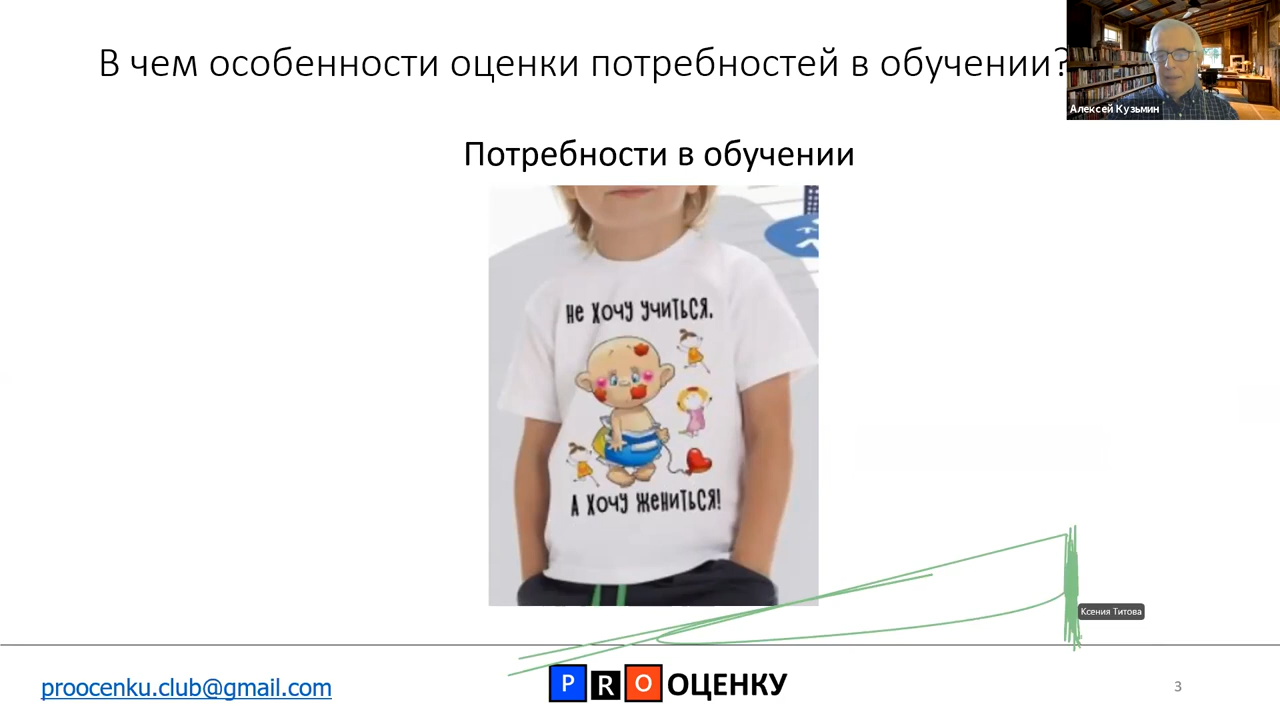 В чем особенности оценки потребностей в обучении?
Алексей Кузьмин
Потребности в обучении
Не хочу учиться,
А хочу жениться!
Ксения Титова
proocenku.club@gmail.com
PRO ОЦЕНКУ
3